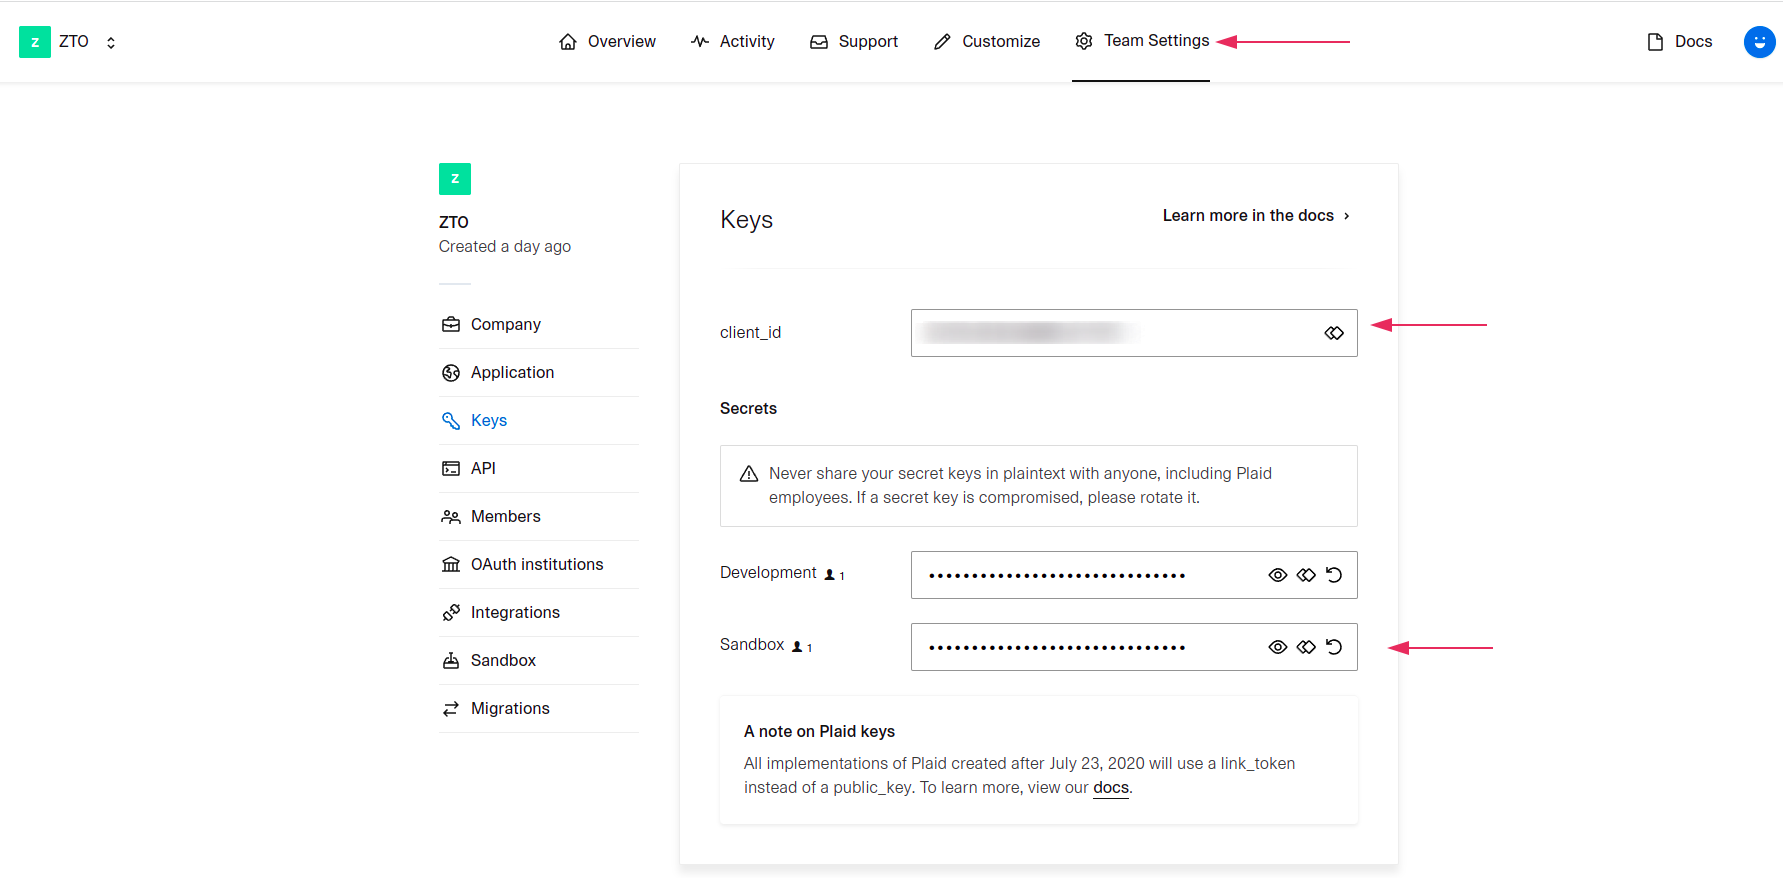 Z ZTO
Overview
Activity
Support
Customize
Team Settings
Docs
Z
ZTO
Created a day ago
Company
Application
Keys
API
Members
OAuth institutions
Integrations
Sandbox
Migrations
Keys
Learn more in the docs
client_id
Secrets
Never share your secret keys in plaintext with anyone, including Plaid
employees. If a secret key is compromised, please rotate it.
Development 1
Sandbox 1
A note on Plaid keys
All implementations of Plaid created after July 23, 2020 will use a link_token
instead of a public_key. To learn more, view our docs.